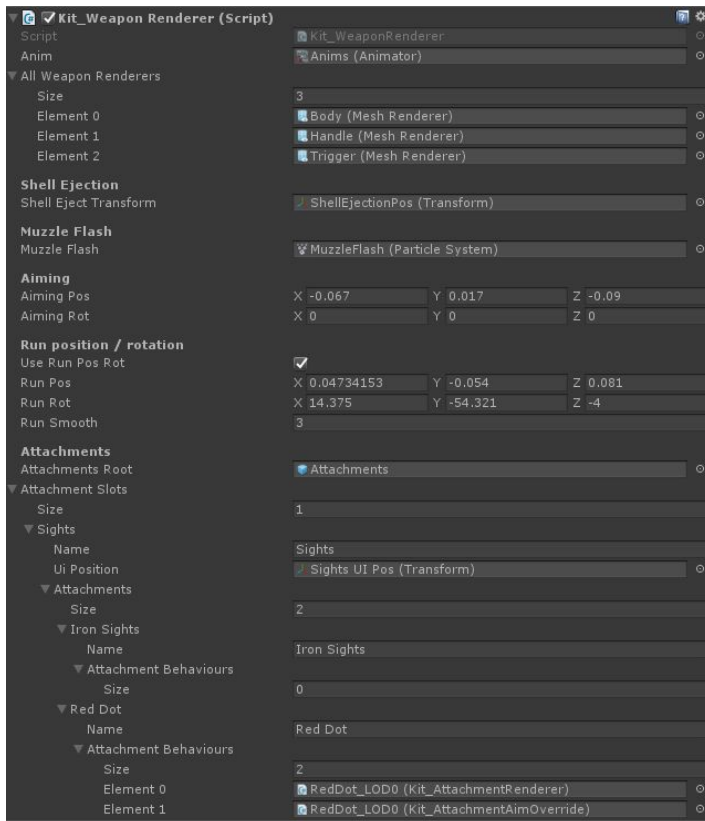 Kit_Weapon Renderer (Script)
Script Kit_WeaponRenderer
Anim Anims (Animator)
All Weapon Renderers
Size 3
Element 0 Body (Mesh Renderer)
Element 1 Handle (Mesh Renderer)
Element 2 Trigger (Mesh Renderer)
Shell Ejection
Shell Eject Transform ShellEjectionPos (Transform)
Muzzle Flash
Muzzle Flash MuzzleFlash (Particle System)
Aiming
Aiming Pos X -0.067 Y 0.017 Z -0.09
Aiming Rot X 0 Y 0 Z 0
Run position / rotation
Use Run Pos Rot
Run Pos X 0.04734153 Y -0.054 Z 0.081
Run Rot X 14.375 Y -54.321 Z -4
Run Smooth 3
Attachments
Attachments Root Attachments
Attachment Slots
Size 1
Sights
Name Sights
Ui Position Sights UI Pos (Transform)
Attachments
Size 2
Iron Sights
Name Iron Sights
Attachment Behaviours
Size 0
Red Dot
Name Red Dot
Attachment Behaviours
Size 2
Element 0 RedDot_LOD0 (Kit_AttachmentRenderer)
Element 1 RedDot_LOD0 (Kit_AttachmentAimOverride)